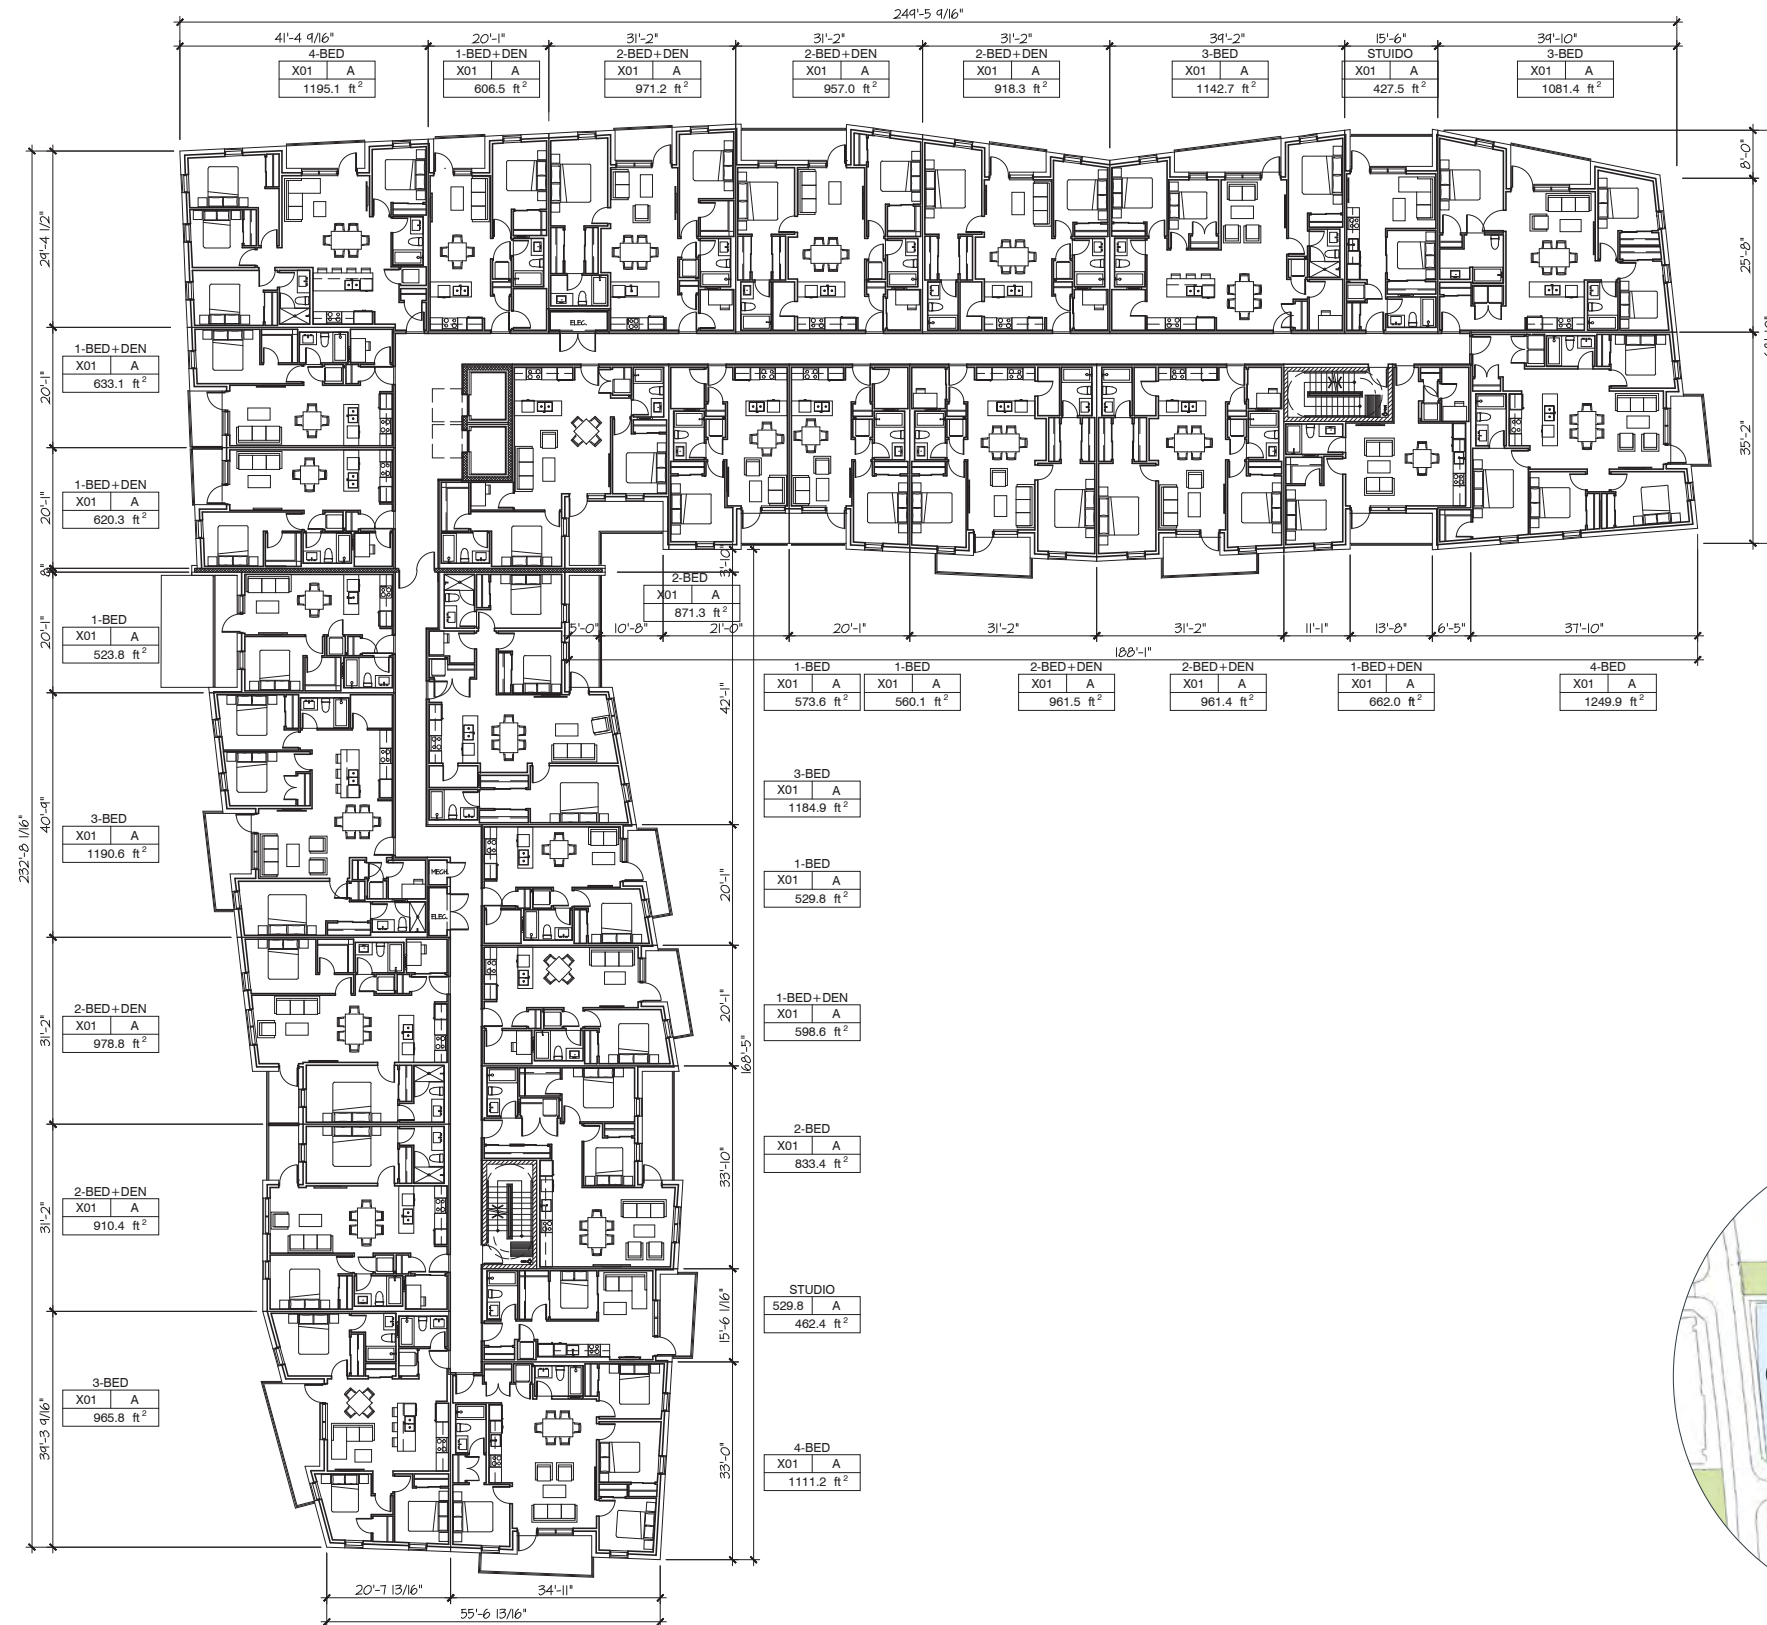 249'-5 9/16"
41'-4 9/16" 20'-1" 31'-2" 31'-2" 31'-2" 39'-2" 15'-6" 39'-10"
4-BED 1-BED+DEN 2-BED+DEN 2-BED+DEN 2-BED+DEN 3-BED STUIDO 3-BED
X01 A X01 A X01 A X01 A X01 A X01 A X01 A X01 A
1195.1 ft² 606.5 ft² 971.2 ft² 957.0 ft² 918.3 ft² 1142.7 ft² 427.5 ft² 1081.4 ft²
8'-0"
29'-4 1/2"
25'-8"
ELEC.
1-BED+DEN
X01 A
633.1 ft²
20'-1"
35'-2"
1-BED+DEN
X01 A
620.3 ft²
20'-1"
8"
3'-10"
2-BED
X01 A
871.3 ft²
1-BED
X01 A
523.8 ft²
20'-1"
5'-0" 10'-8" 21'-0" 20'-1" 31'-2" 31'-2" 11'-1" 13'-8" 6'-5" 37'-10"
188'-1"
1-BED 1-BED 2-BED+DEN 2-BED+DEN 1-BED+DEN 4-BED
X01 A X01 A X01 A X01 A X01 A X01 A
573.6 ft² 560.1 ft² 961.5 ft² 961.4 ft² 662.0 ft² 1249.9 ft²
42'-1"
3-BED
X01 A
1184.9 ft²
232'-8 1/16"
40'-9"
3-BED
X01 A
1190.6 ft²
MECH.
ELEC.
1-BED
X01 A
529.8 ft²
20'-1"
2-BED+DEN
X01 A
978.8 ft²
31'-2"
1-BED+DEN
X01 A
598.6 ft²
20'-1"
168'-5"
2-BED
X01 A
833.4 ft²
33'-10"
2-BED+DEN
X01 A
910.4 ft²
31'-2"
STUDIO
529.8 A
462.4 ft²
15'-6 1/16"
3-BED
X01 A
965.8 ft²
39'-3 9/16"
4-BED
X01 A
1111.2 ft²
33'-0"
20'-7 13/16" 34'-11"
55'-6 13/16"